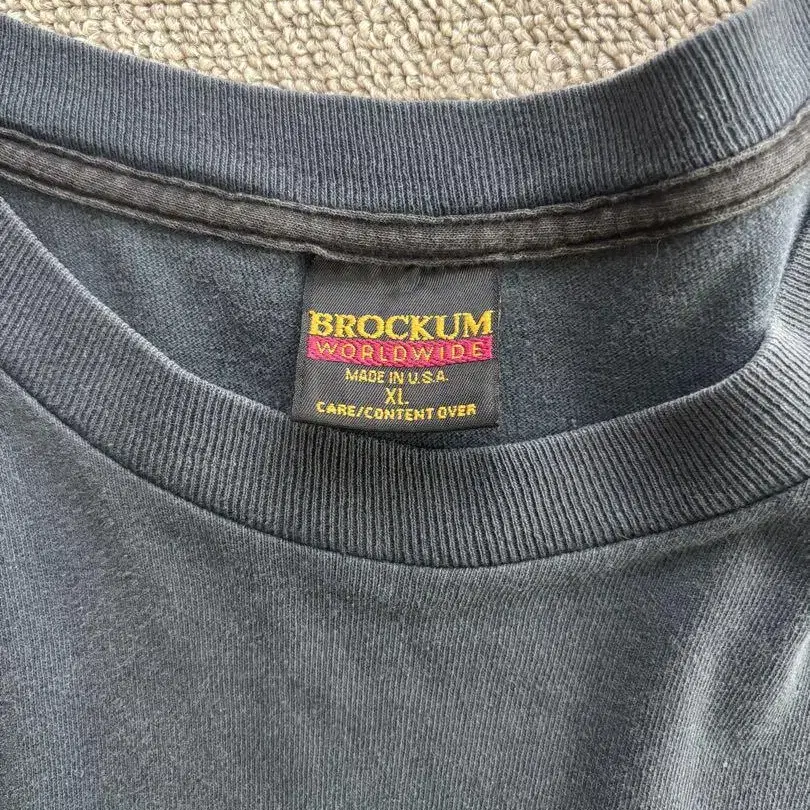 BROCKUM
WORLDWIDE
MADE IN U.S.A.
XL
CARE/CONTENT OVER